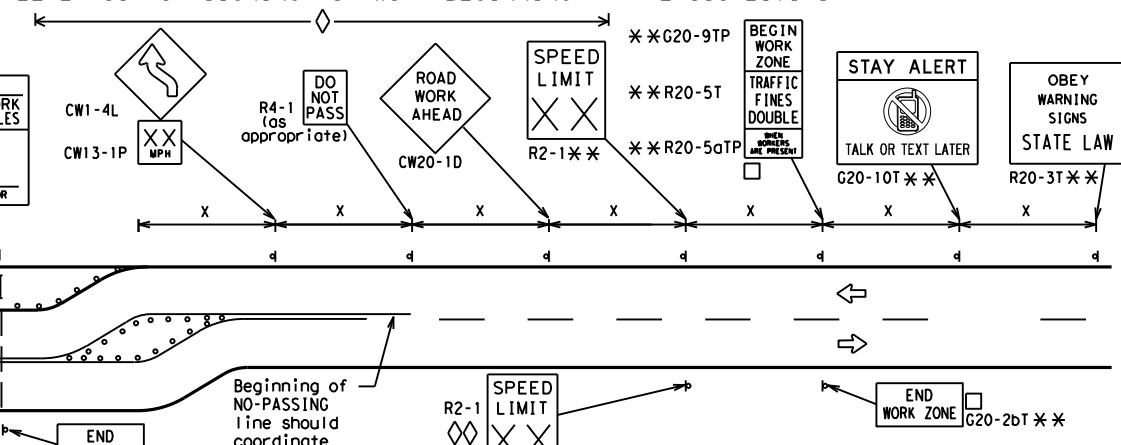 CW1-4L
CW13-1P
XX
MPH
R4-1
(as
appropriate)
DO
NOT
PASS
ROAD
WORK
AHEAD
CW20-1D
SPEED
LIMIT
XX
R2-1**
**G20-9TP
**R20-5T
**R20-5aTP
BEGIN
WORK
ZONE
TRAFFIC
FINES
DOUBLE
WHEN
WORKERS
ARE PRESENT
STAY ALERT
TALK OR TEXT LATER
G20-10T**
OBEY
WARNING
SIGNS
STATE LAW
R20-3T**
X X X X X X X
Beginning of
NO-PASSING
line should
coordinate
R2-1
SPEED
LIMIT
XX
END
WORK ZONE
G20-2bT**
END